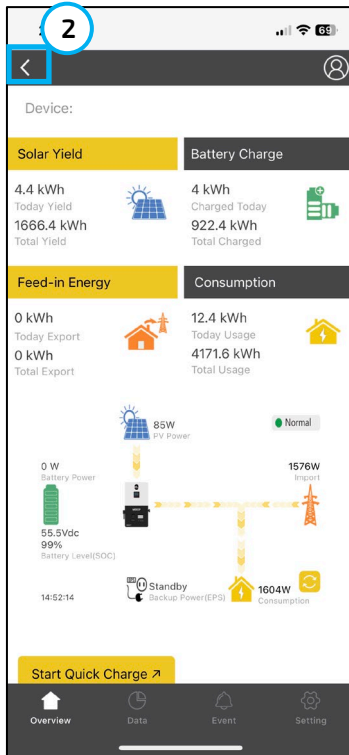 2
69
Device:
Solar Yield
Battery Charge
4.4 kWh
Today Yield
1666.4 kWh
Total Yield
4 kWh
Charged Today
922.4 kWh
Total Charged
Feed-in Energy
Consumption
0 kWh
Today Export
0 kWh
Total Export
12.4 kWh
Today Usage
4171.6 kWh
Total Usage
85W
PV Power
Normal
0 W
Battery Power
1576W
Import
55.5Vdc
99%
Battery Level(SOC)
Standby
Backup Power(EPS)
1604W
Consumption
14:52:14
Start Quick Charge ↗
Overview
Data
Event
Setting